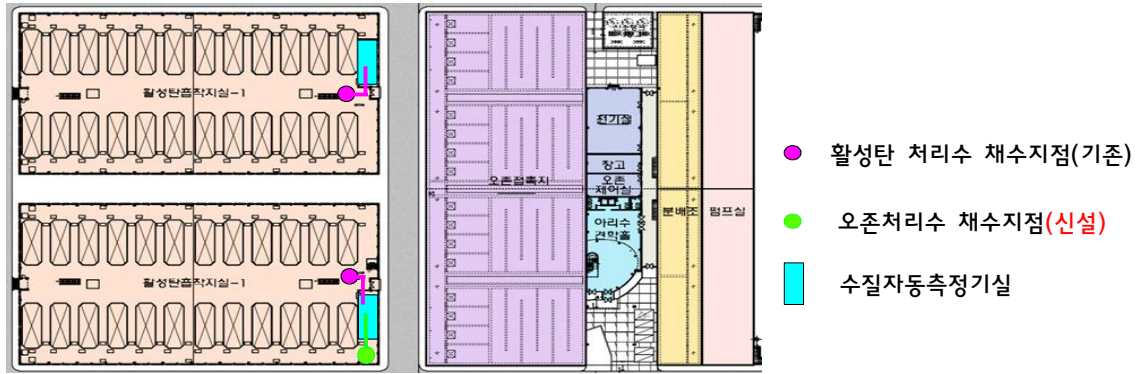 활성탄흡착지실-1
활성탄흡착지실-1
오존접촉지
전기실
창고
오존
제어실
아리수
견학홀
분배조
펌프실
활성탄 처리수 채수지점(기존)
오존처리수 채수지점(신설)
수질자동측정기실